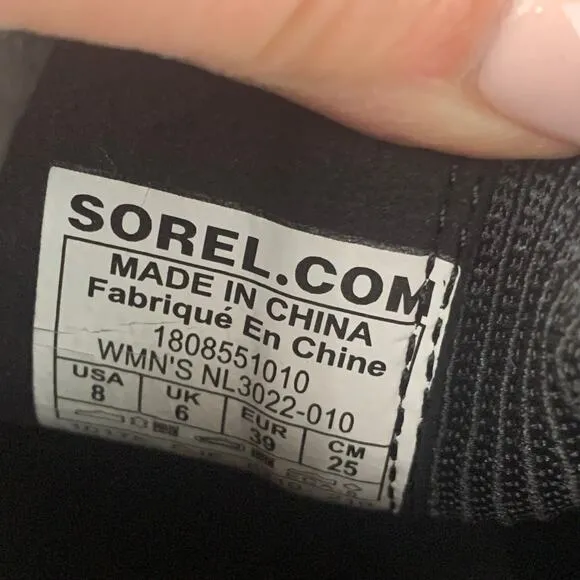 SOREL.COM
MADE IN CHINA
Fabriqué En Chine
1808551010
WMN'S NL3022-010
USA UK EUR CM
8 6 39 25